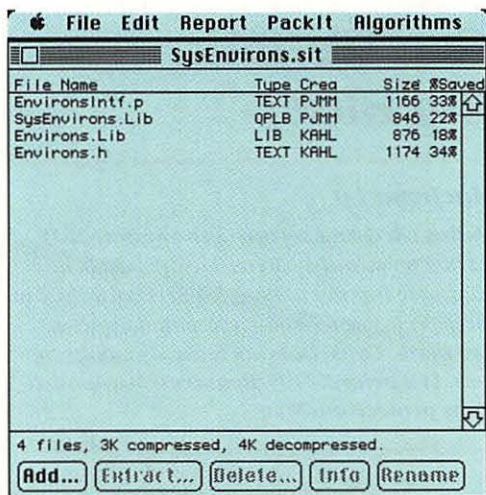 File Edit Report PackIt Algorithms
SysEnvirons.sit
File Name Type Crea Size %Saved
EnvironsIntf.p TEXT PJMM 1166 33%
SysEnvirons.Lib QPLB PJMM 846 22%
Environs.Lib LIB KAHL 876 18%
Environs.h TEXT KAHL 1174 34%
4 files, 3K compressed, 4K decompressed.
Add... Extract... Delete... Info Rename